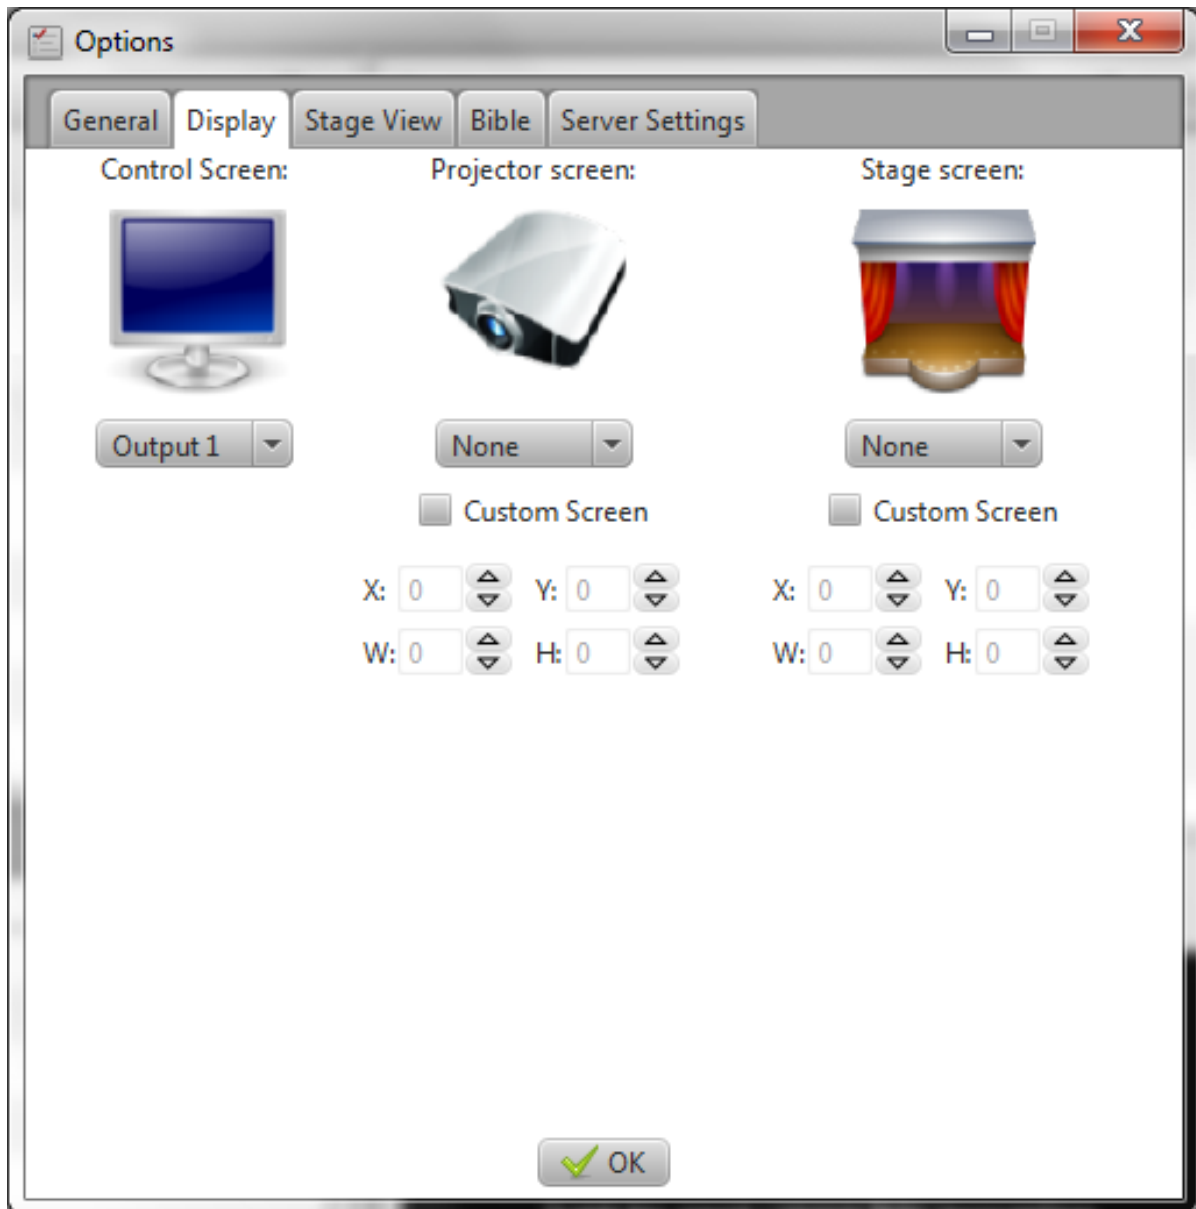 Options
General Display Stage View Bible Server Settings
Control Screen: Projector screen: Stage screen:
Output 1 None None
Custom Screen Custom Screen
X: 0 Y: 0 X: 0 Y: 0
W: 0 H: 0 W: 0 H: 0
OK